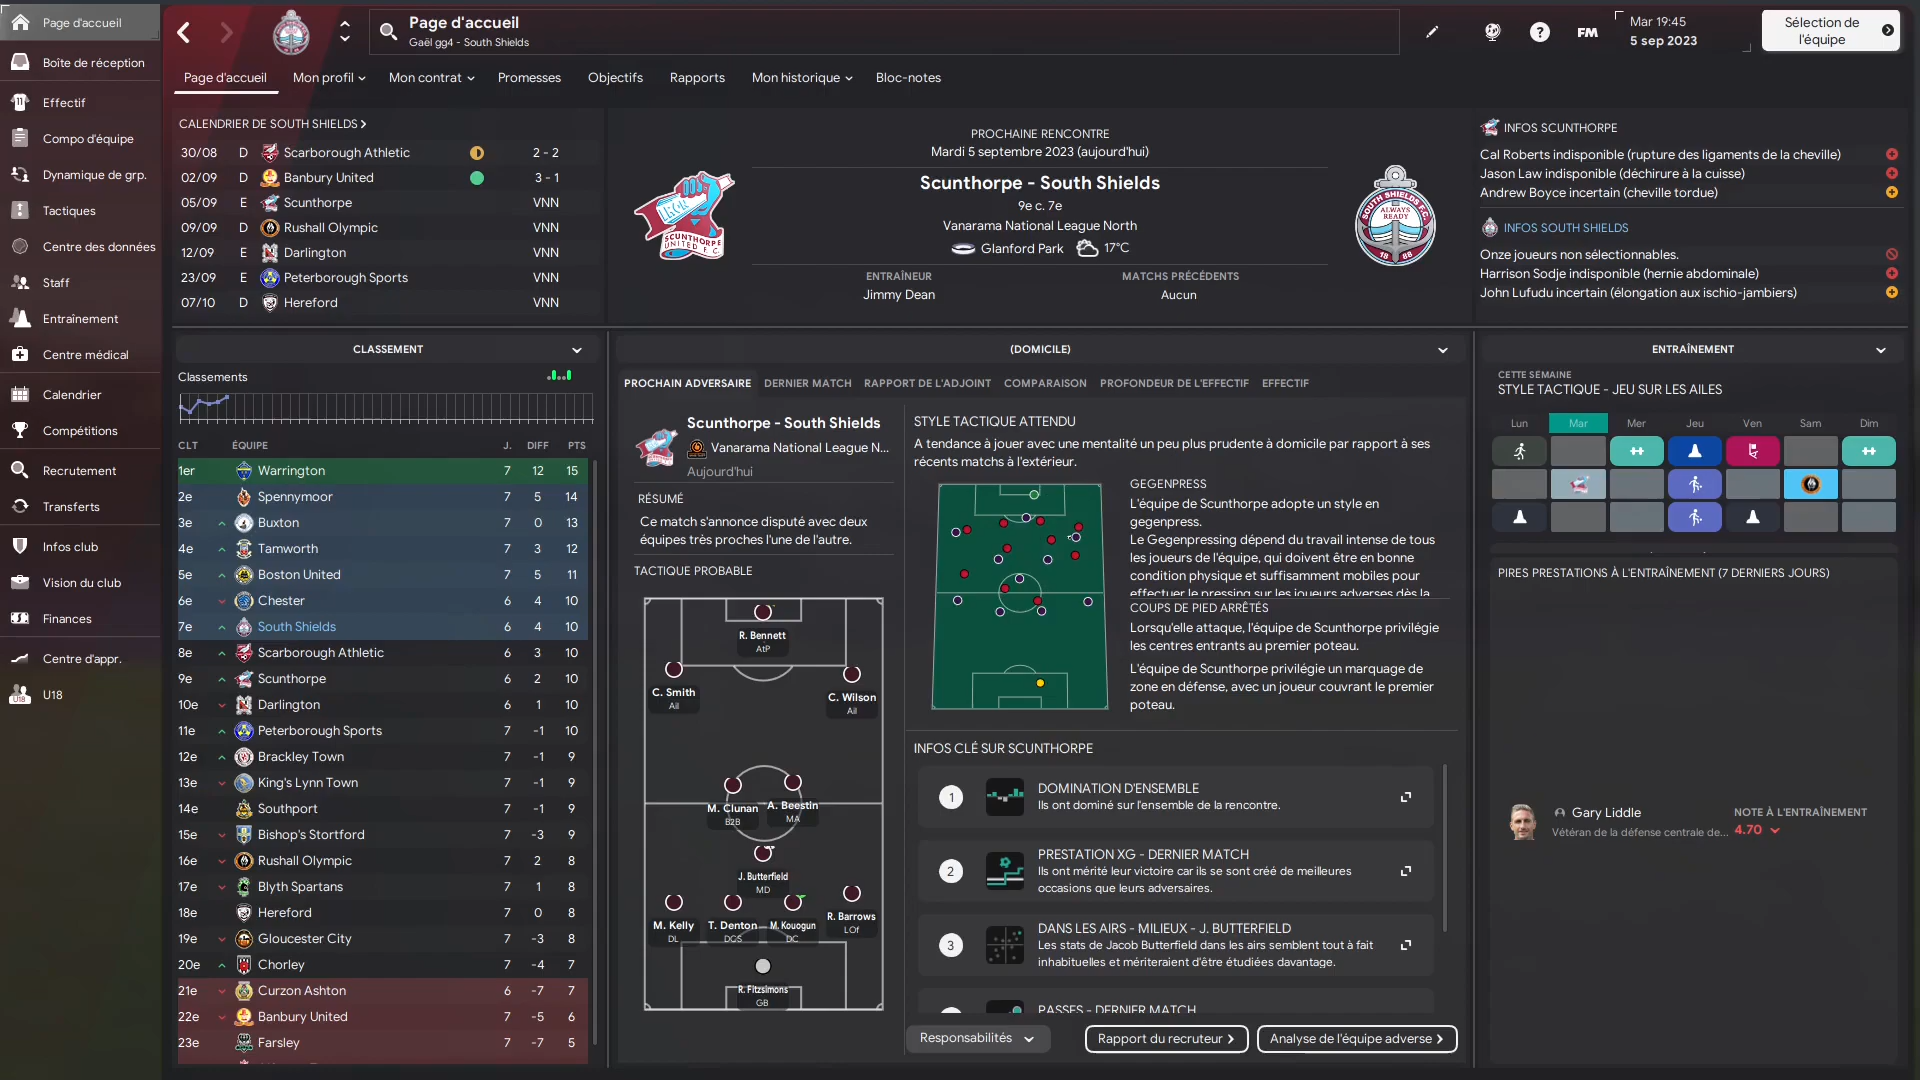 Page d'accueil
Boîte de réception
Effectif
Compo d'équipe
Dynamique de grp.
Tactiques
Centre des données
Staff
Entraînement
Centre médical
Calendrier
Compétitions
Recrutement
Transferts
Infos club
Vision du club
Finances
Centre d'appr.
U18
Page d'accueil
Gaël gg4 - South Shields
FM
Mar 19:45
5 sep 2023
Sélection de
l'équipe
Page d'accueil Mon profil Mon contrat Promesses Objectifs Rapports Mon historique Bloc-notes
CALENDRIER DE SOUTH SHIELDS
30/08 D Scarborough Athletic 2 - 2
02/09 D Banbury United 3 - 1
05/09 E Scunthorpe VNN
09/09 D Rushall Olympic VNN
12/09 E Darlington VNN
23/09 E Peterborough Sports VNN
07/10 D Hereford VNN
PROCHAINE RENCONTRE
Mardi 5 septembre 2023 (aujourd'hui)
Scunthorpe - South Shields
9e c. 7e
Vanarama National League North
Glanford Park 17°C
ENTRAÎNEUR
Jimmy Dean
MATCHS PRÉCÉDENTS
Aucun
SCUNTHORPE
UNITED F.C.
SOUTH SHIELDS F.C.
ALWAYS
READY
1888
INFOS SCUNTHORPE
Cal Roberts indisponible (rupture des ligaments de la cheville)
Jason Law indisponible (déchirure à la cuisse)
Andrew Boyce incertain (cheville tordue)
INFOS SOUTH SHIELDS
Onze joueurs non sélectionnables.
Harrison Sodje indisponible (hernie abdominale)
John Lufudu incertain (élongation aux ischio-jambiers)
CLASSEMENT
Classements
CLT ÉQUIPE J. DIFF PTS
1er Warrington 7 12 15
2e Spennymoor 7 5 14
3e Buxton 7 0 13
4e Tamworth 7 3 12
5e Boston United 7 5 11
6e Chester 6 4 10
7e South Shields 6 4 10
8e Scarborough Athletic 6 3 10
9e Scunthorpe 6 2 10
10e Darlington 6 1 10
11e Peterborough Sports 7 -1 10
12e Brackley Town 7 -1 9
13e King's Lynn Town 7 -1 9
14e Southport 7 -1 9
15e Bishop's Stortford 7 -3 9
16e Rushall Olympic 7 2 8
17e Blyth Spartans 7 1 8
18e Hereford 7 0 8
19e Gloucester City 7 -3 8
20e Chorley 7 -4 7
21e Curzon Ashton 6 -7 7
22e Banbury United 7 -5 6
23e Farsley 7 -7 5
(DOMICILE)
PROCHAIN ADVERSAIRE DERNIER MATCH RAPPORT DE L'ADJOINT COMPARAISON PROFONDEUR DE L'EFFECTIF EFFECTIF
Scunthorpe - South Shields
Vanarama National League N...
Aujourd'hui
RÉSUMÉ
Ce match s'annonce disputé avec deux
équipes très proches l'une de l'autre.
TACTIQUE PROBABLE
R. Bennett
AtP
C. Smith
Ail
C. Wilson
Ail
M. Clunan
B2B
A. Beestin
MA
J. Butterfield
MD
M. Kelly
DL
T. Denton
DCS
M. Kouogun
DC
R. Barrows
LOf
R. Fitzsimons
GB
STYLE TACTIQUE ATTENDU
A tendance à jouer avec une mentalité un peu plus prudente à domicile par rapport à ses
récents matchs à l'extérieur.
GEGENPRESS
L'équipe de Scunthorpe adopte un style en
gegenpress.
Le Gegenpressing dépend du travail intense de tous
les joueurs de l'équipe, qui doivent être en bonne
condition physique et suffisamment mobiles pour
effectuer le pressing sur les joueurs adverses dès la
COUPS DE PIED ARRÊTÉS
Lorsqu'elle attaque, l'équipe de Scunthorpe privilégie
les centres entrants au premier poteau.
L'équipe de Scunthorpe privilégie un marquage de
zone en défense, avec un joueur couvrant le premier
poteau.
INFOS CLÉ SUR SCUNTHORPE
1 DOMINATION D'ENSEMBLE
Ils ont dominé sur l'ensemble de la rencontre.
2 PRESTATION XG - DERNIER MATCH
Ils ont mérité leur victoire car ils se sont créé de meilleures
occasions que leurs adversaires.
3 DANS LES AIRS - MILIEUX - J. BUTTERFIELD
Les stats de Jacob Butterfield dans les airs semblent tout à fait
inhabituelles et mériteraient d'être étudiées davantage.
PASSES - DERNIER MATCH
Responsabilités Rapport du recruteur Analyse de l'équipe adverse
ENTRAÎNEMENT
CETTE SEMAINE
STYLE TACTIQUE - JEU SUR LES AILES
Lun Mar Mer Jeu Ven Sam Dim
PIRES PRESTATIONS À L'ENTRAÎNEMENT (7 DERNIERS JOURS)
Gary Liddle
Vétéran de la défense centrale de...
NOTE À L'ENTRAÎNEMENT
4.70